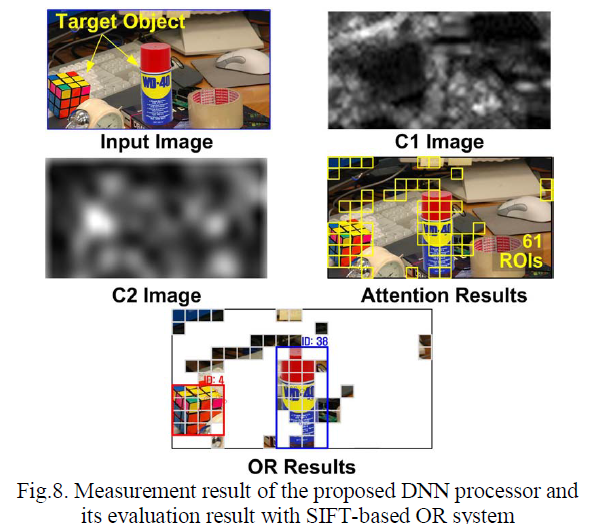 Target Object
WD-40
Input Image
C1 Image
61
ROIs
C2 Image
Attention Results
ID: 38
ID: 4
OR Results
Fig.8. Measurement result of the proposed DNN processor and
its evaluation result with SIFT-based OR system